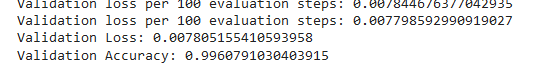 Validation loss per 100 evaluation steps: 0.007844676377042935
Validation loss per 100 evaluation steps: 0.007798592990919027
Validation Loss: 0.007805155410593958
Validation Accuracy: 0.9960791030403915